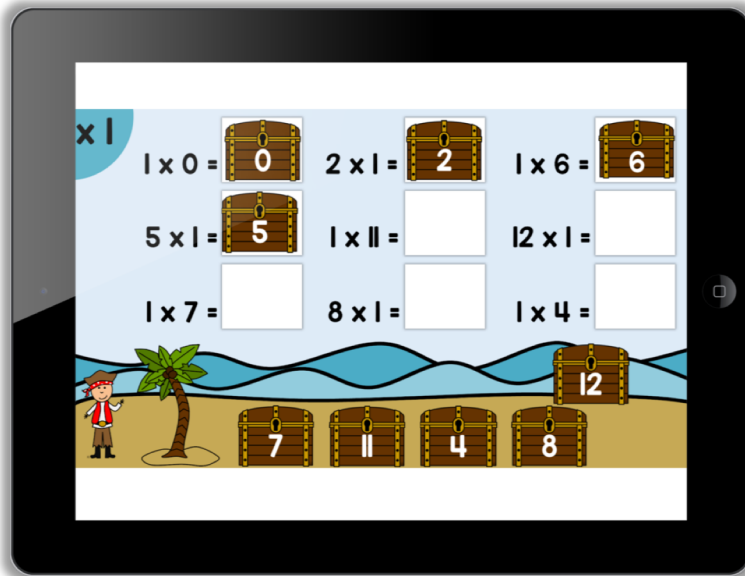 x 1
1 x 0 = 0 2 x 1 = 2 1 x 6 = 6
5 x 1 = 5 1 x 11 = 12 x 1 =
1 x 7 = 8 x 1 = 1 x 4 =
12
7 11 4 8